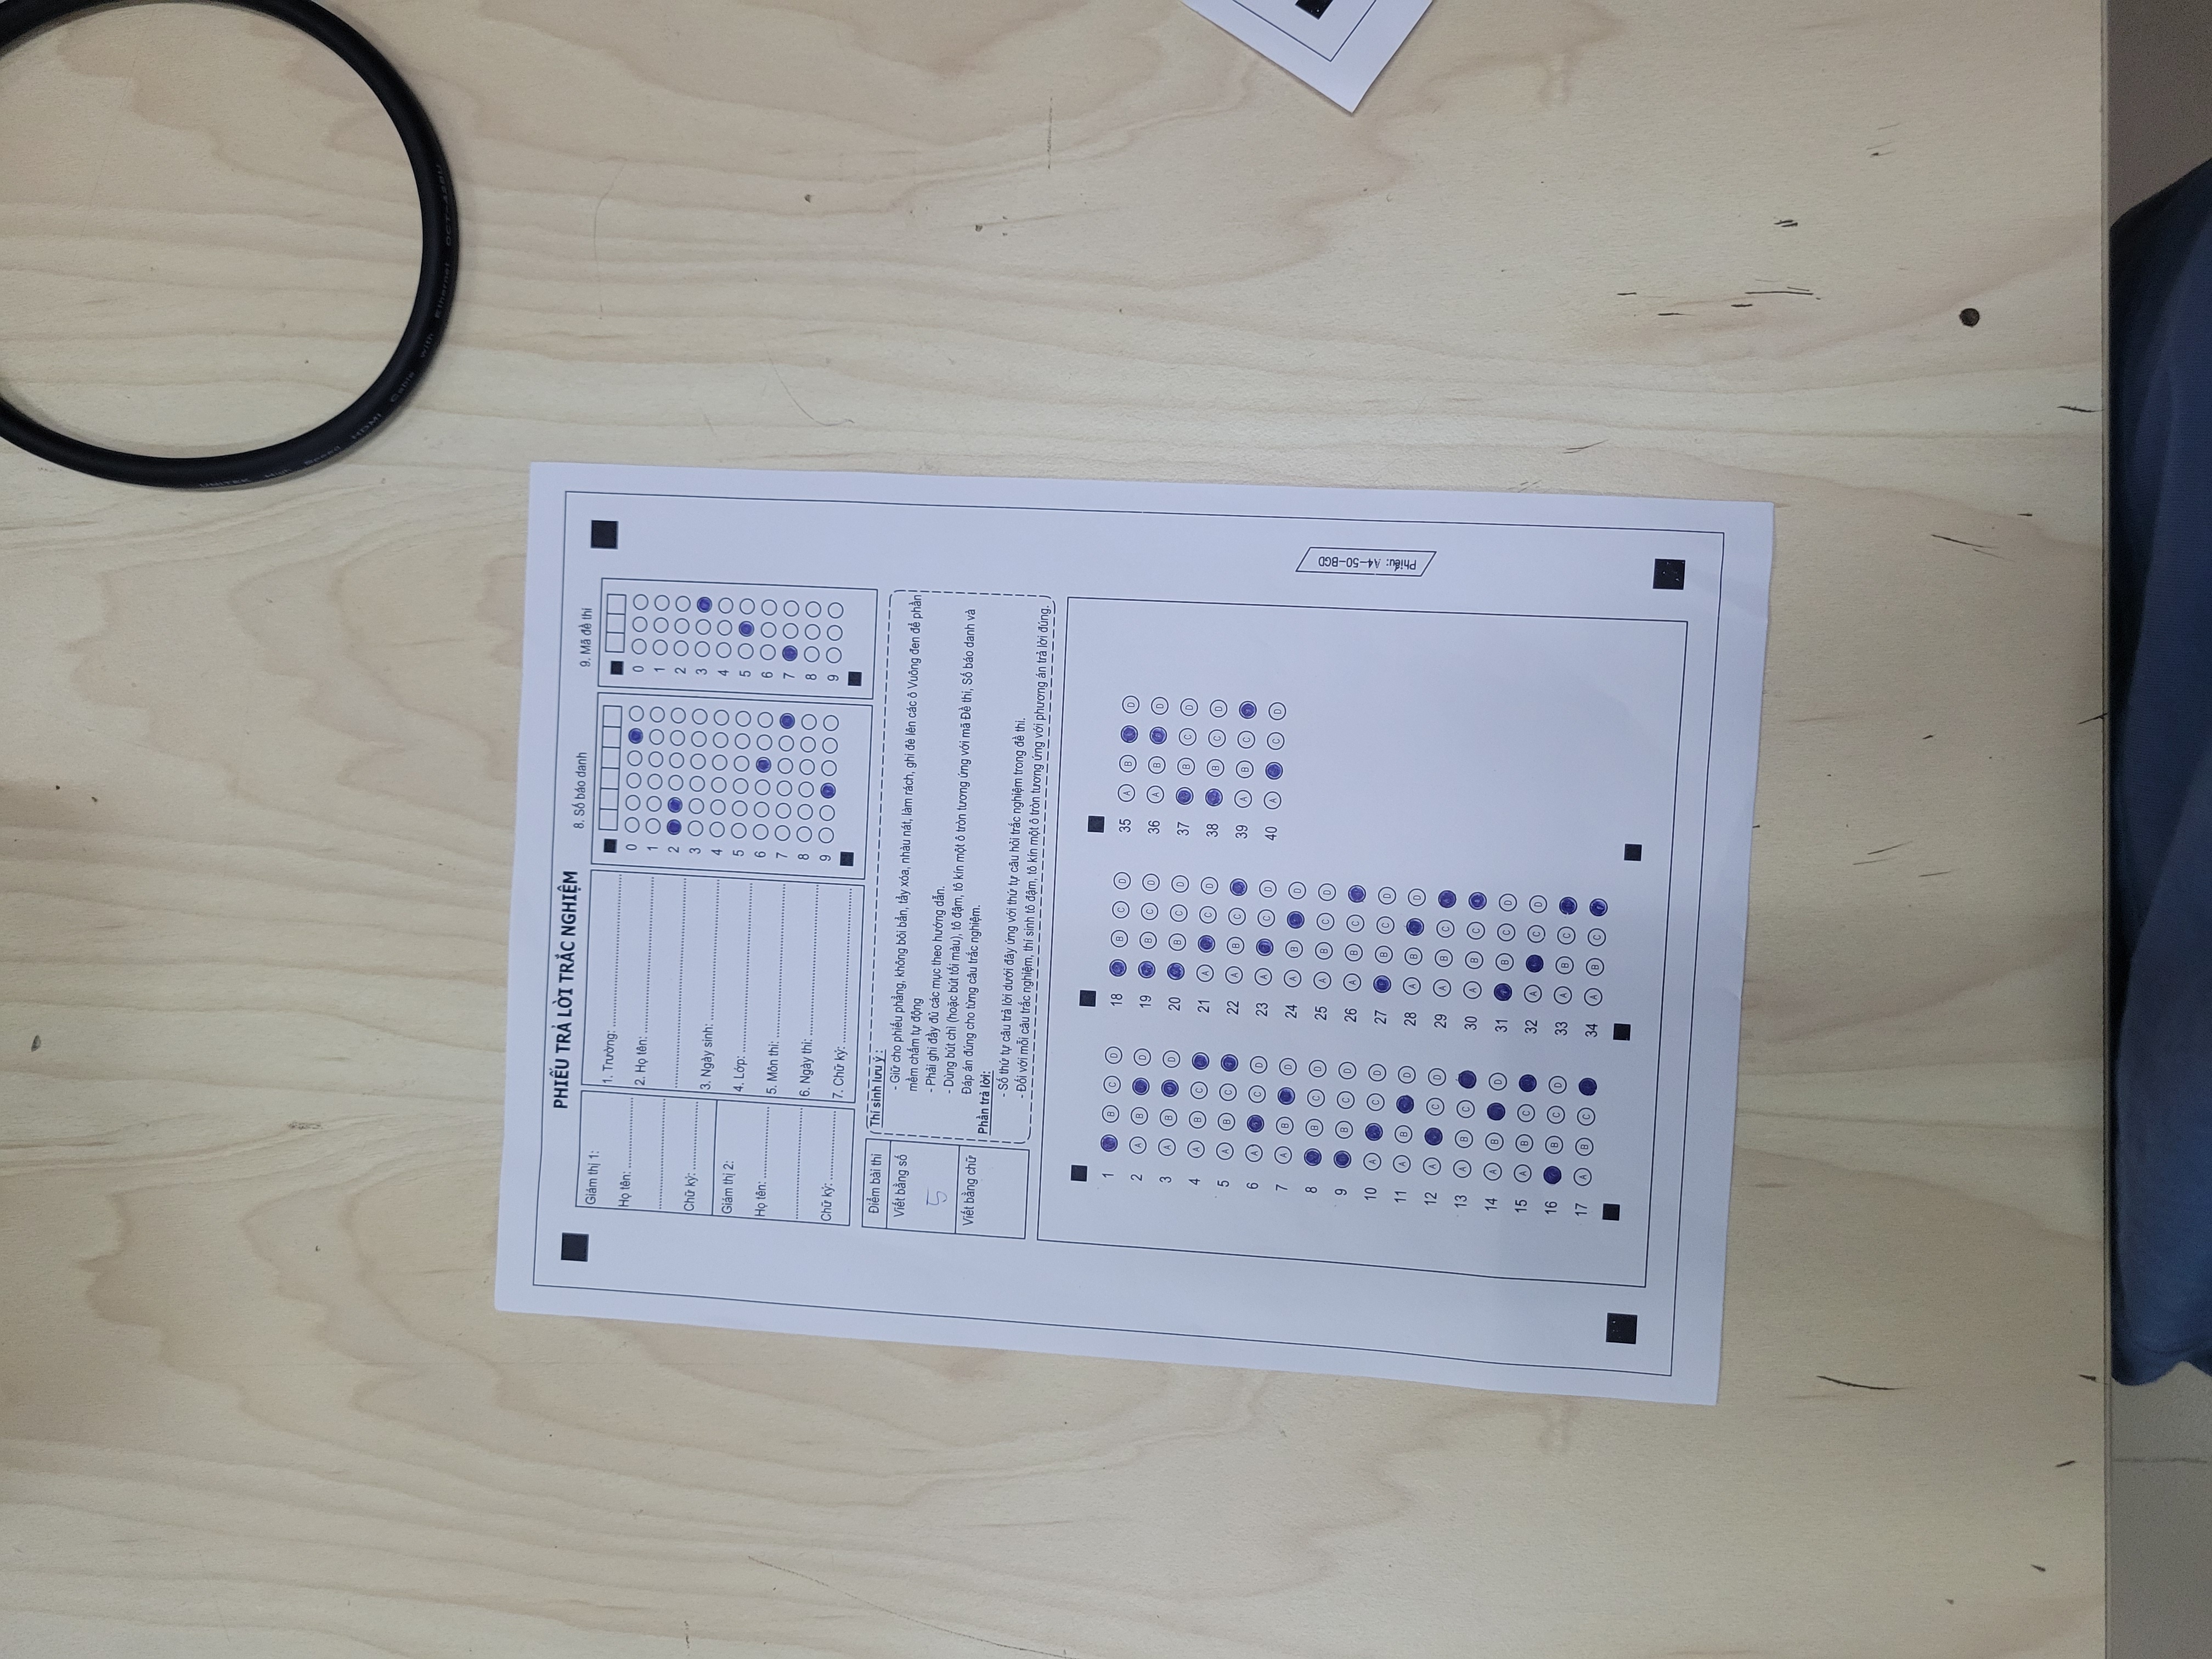 PHIẾU TRẢ LỜI TRẮC NGHIỆM
Giám thị 1:
Họ tên: ........................
........................
Chữ ký: ........................
Giám thị 2:
Họ tên: ........................
........................
Chữ ký: ........................
1. Trường: ........................
2. Họ tên: ........................
........................
3. Ngày sinh: ........................
4. Lớp: ........................
5. Môn thi: ........................
6. Ngày thi: ........................
7. Chữ ký: ........................
8. Số báo danh
0
1
2
3
4
5
6
7
8
9
9. Mã đề thi
0
1
2
3
4
5
6
7
8
9
Điểm bài thi
Viết bằng số
5
Viết bằng chữ
Thí sinh lưu ý :
- Giữ cho phiếu phẳng, không bôi bẩn, tẩy xóa, nhàu nát, làm rách, ghi đè lên các ô Vuông đen để phần
mềm chấm tự động
- Phải ghi đầy đủ các mục theo hướng dẫn.
- Dùng bút chì (hoặc bút tối màu), tô đậm, tô kín một ô tròn tương ứng với mã Đề thi, Số báo danh và
Đáp án đúng cho từng câu trắc nghiệm.
Phần trả lời:
- Số thứ tự câu trả lời dưới đây ứng với thứ tự câu hỏi trắc nghiệm trong đề thi.
- Đối với mỗi câu trắc nghiệm, thí sinh tô đậm, tô kín một ô tròn tương ứng với phương án trả lời đúng.
1 B C D
2 A B D
3 A B D
4 A B C
5 A B C
6 A C D
7 A B D
8 B C D
9 B C D
10 A C D
11 A B D
12 A C D
13 A B C
14 A B D
15 A B C
16 B C D
17 A B C
18 B C D
19 B C D
20 B C D
21 A C D
22 A B C
23 A C D
24 A B D
25 A B C D
26 A B C
27 B C D
28 A B D
29 A B C
30 A B C
31 B C D
32 A C D
33 A B C
34 A B C
35 A B D
36 A B D
37 B C D
38 B C D
39 A B C
40 A C D
Phiếu: A4-50-BGD
Cable with Ethernet